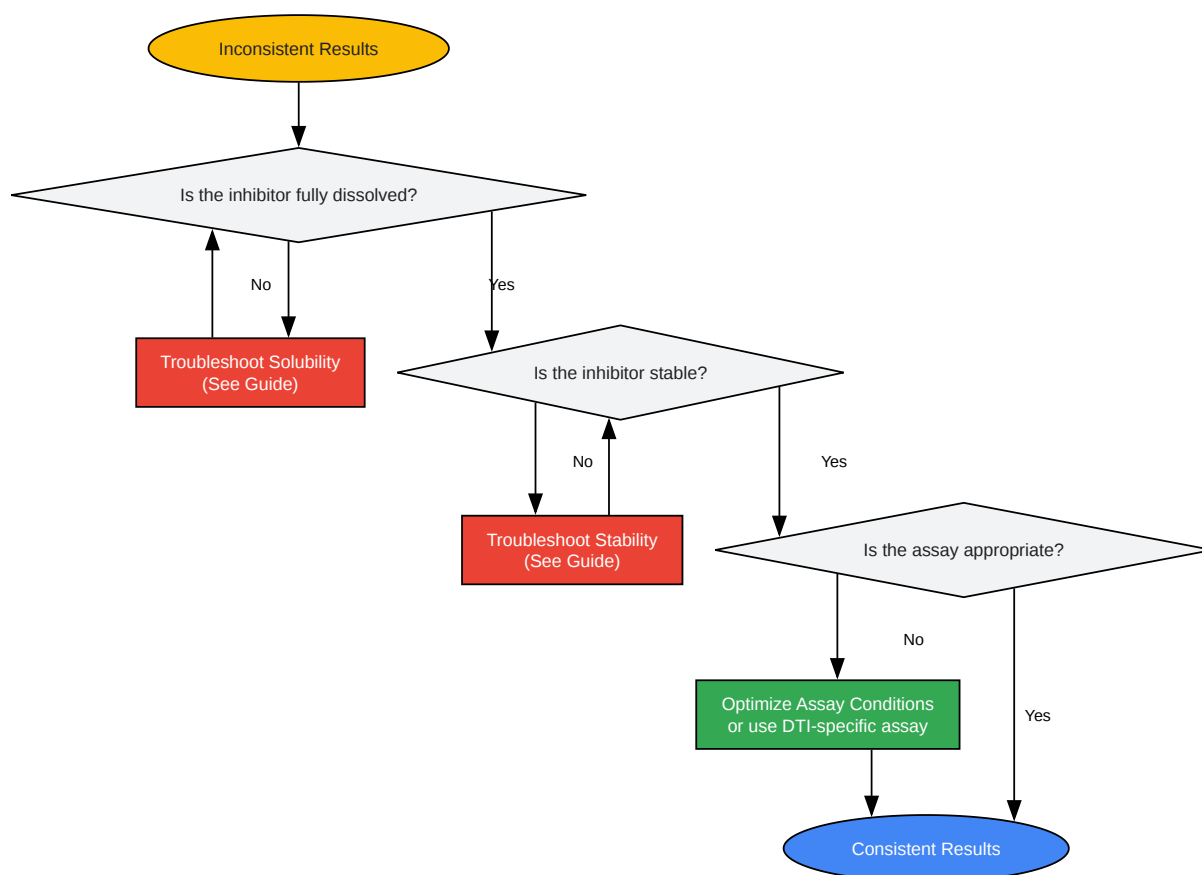 Inconsistent Results
Is the inhibitor fully dissolved?
No
Yes
Troubleshoot Solubility
(See Guide)
Is the inhibitor stable?
No
Yes
Troubleshoot Stability
(See Guide)
Is the assay appropriate?
No
Optimize Assay Conditions
or use DTI-specific assay
Yes
Consistent Results